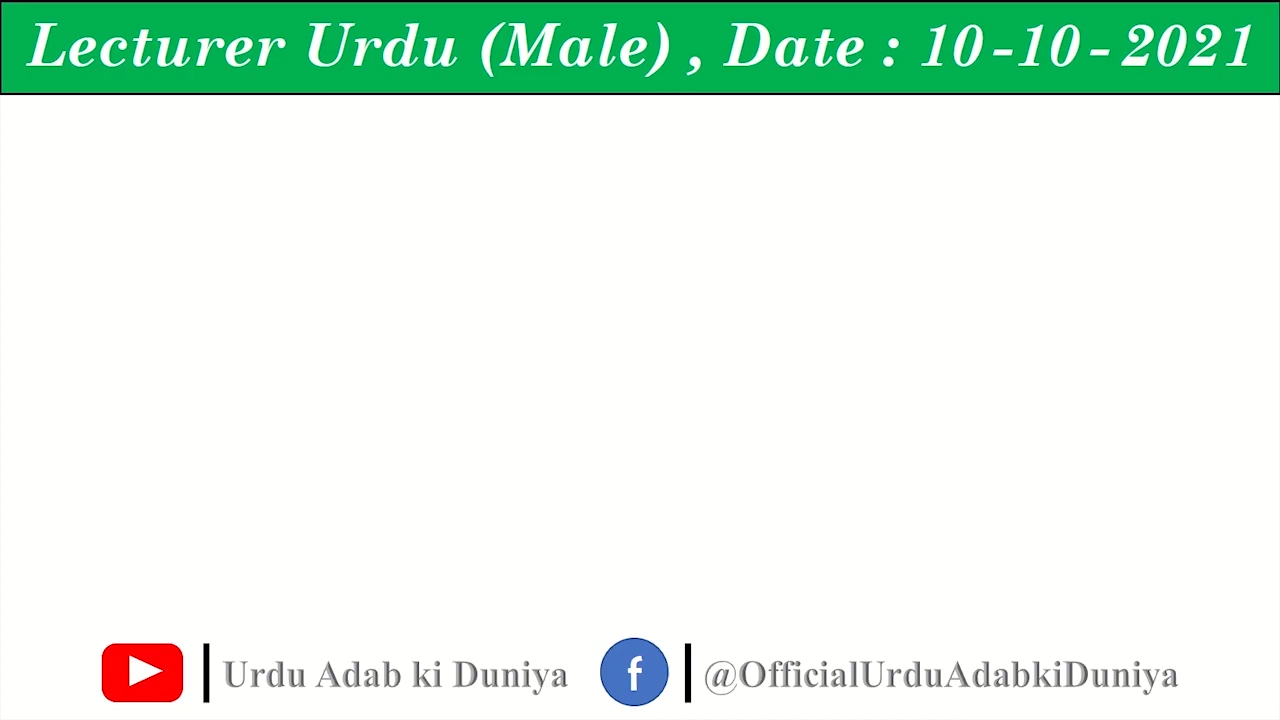 Lecturer Urdu (Male) , Date : 10-10-2021
Urdu Adab ki Duniya
@OfficialUrduAdabkiDuniya